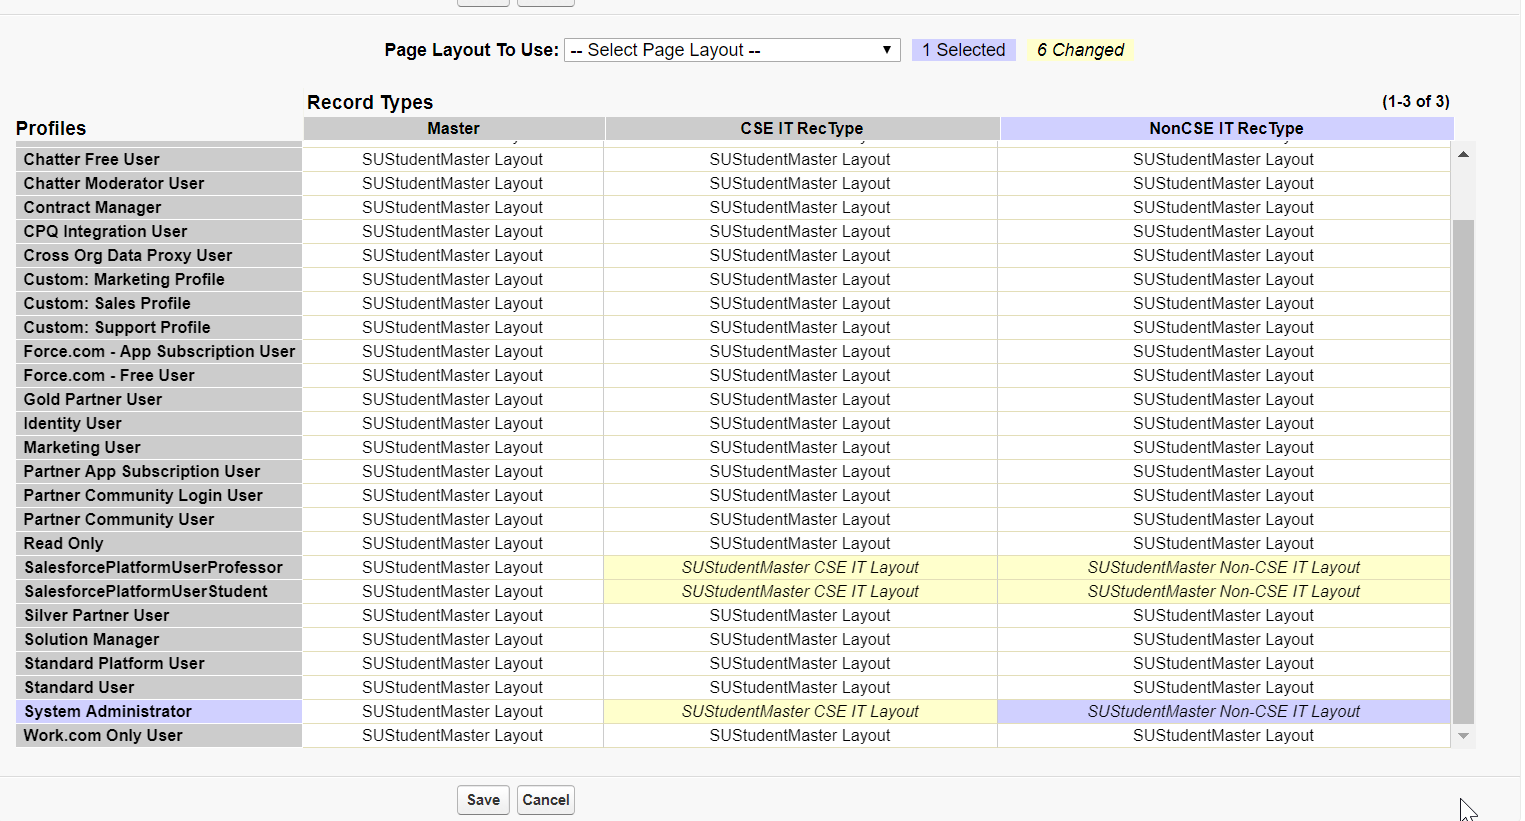 Page Layout To Use: -- Select Page Layout -- 1 Selected 6 Changed
Record Types (1-3 of 3)
Profiles Master CSE IT RecType NonCSE IT RecType
Chatter Free User SUStudentMaster Layout SUStudentMaster Layout SUStudentMaster Layout
Chatter Moderator User SUStudentMaster Layout SUStudentMaster Layout SUStudentMaster Layout
Contract Manager SUStudentMaster Layout SUStudentMaster Layout SUStudentMaster Layout
CPQ Integration User SUStudentMaster Layout SUStudentMaster Layout SUStudentMaster Layout
Cross Org Data Proxy User SUStudentMaster Layout SUStudentMaster Layout SUStudentMaster Layout
Custom: Marketing Profile SUStudentMaster Layout SUStudentMaster Layout SUStudentMaster Layout
Custom: Sales Profile SUStudentMaster Layout SUStudentMaster Layout SUStudentMaster Layout
Custom: Support Profile SUStudentMaster Layout SUStudentMaster Layout SUStudentMaster Layout
Force.com - App Subscription User SUStudentMaster Layout SUStudentMaster Layout SUStudentMaster Layout
Force.com - Free User SUStudentMaster Layout SUStudentMaster Layout SUStudentMaster Layout
Gold Partner User SUStudentMaster Layout SUStudentMaster Layout SUStudentMaster Layout
Identity User SUStudentMaster Layout SUStudentMaster Layout SUStudentMaster Layout
Marketing User SUStudentMaster Layout SUStudentMaster Layout SUStudentMaster Layout
Partner App Subscription User SUStudentMaster Layout SUStudentMaster Layout SUStudentMaster Layout
Partner Community Login User SUStudentMaster Layout SUStudentMaster Layout SUStudentMaster Layout
Partner Community User SUStudentMaster Layout SUStudentMaster Layout SUStudentMaster Layout
Read Only SUStudentMaster Layout SUStudentMaster Layout SUStudentMaster Layout
SalesforcePlatformUserProfessor SUStudentMaster Layout SUStudentMaster CSE IT Layout SUStudentMaster Non-CSE IT Layout
SalesforcePlatformUserStudent SUStudentMaster Layout SUStudentMaster CSE IT Layout SUStudentMaster Non-CSE IT Layout
Silver Partner User SUStudentMaster Layout SUStudentMaster Layout SUStudentMaster Layout
Solution Manager SUStudentMaster Layout SUStudentMaster Layout SUStudentMaster Layout
Standard Platform User SUStudentMaster Layout SUStudentMaster Layout SUStudentMaster Layout
Standard User SUStudentMaster Layout SUStudentMaster Layout SUStudentMaster Layout
System Administrator SUStudentMaster Layout SUStudentMaster CSE IT Layout SUStudentMaster Non-CSE IT Layout
Work.com Only User SUStudentMaster Layout SUStudentMaster Layout SUStudentMaster Layout
Save Cancel